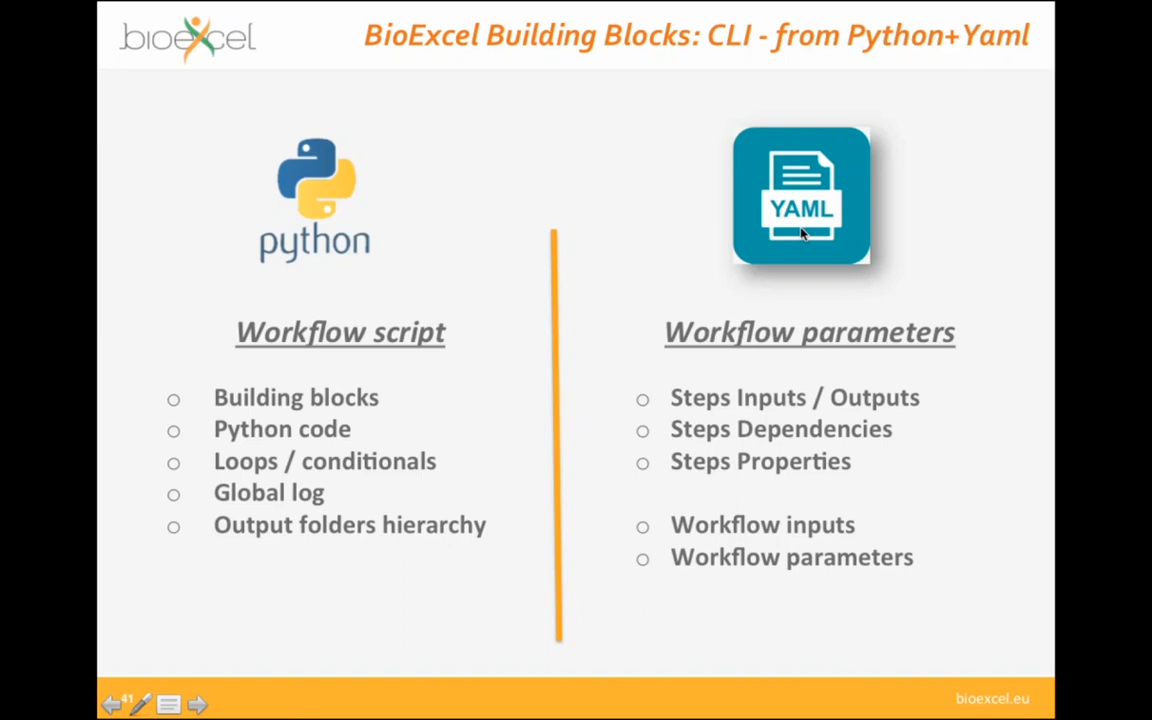 bioexcel
BioExcel Building Blocks: CLI - from Python+Yaml
python
YAML
Workflow script
Building blocks
Python code
Loops / conditionals
Global log
Output folders hierarchy
Workflow parameters
Steps Inputs / Outputs
Steps Dependencies
Steps Properties
Workflow inputs
Workflow parameters
41
bioexcel.eu